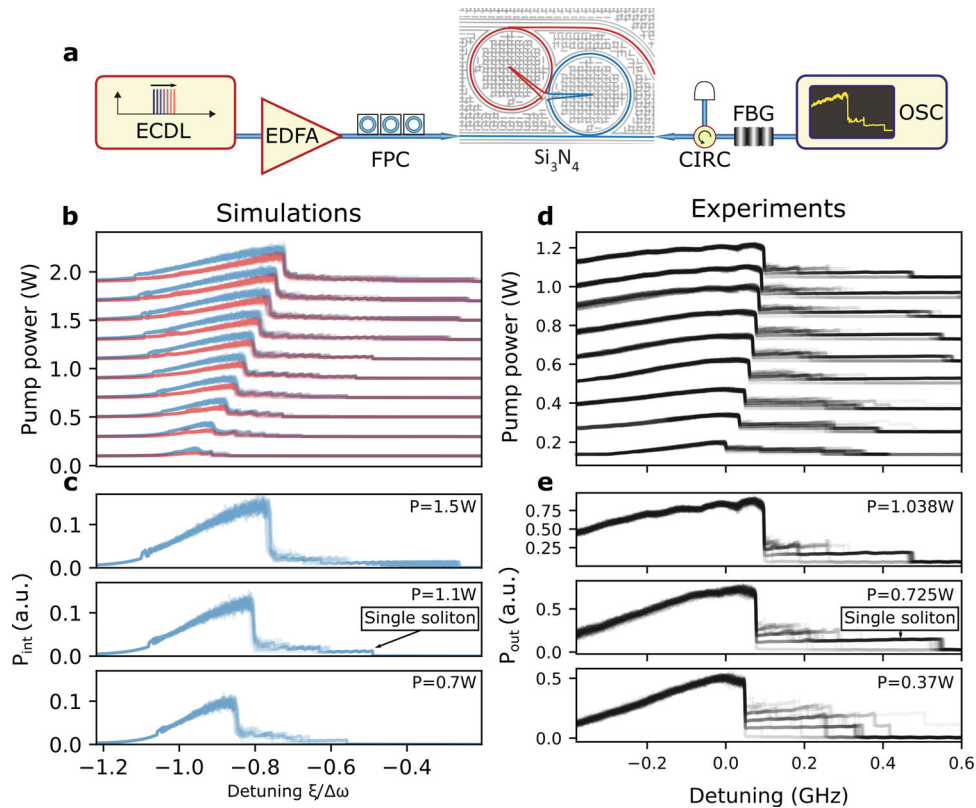 a
ECDL
EDFA
FPC
Si3N4
CIRC
FBG
OSC
Simulations
Experiments
b
Pump power (W)
2.0
1.5
1.0
0.5
0.0
d
Pump power (W)
1.2
1.0
0.8
0.6
0.4
0.2
c
P_int (a.u.)
0.1
0.0
P=1.5W
0.1
0.0
P=1.1W
Single soliton
0.1
0.0
P=0.7W
−1.2 −1.0 −0.8 −0.6 −0.4
Detuning ξ/Δω
e
P_out (a.u.)
0.75
0.50
0.25
P=1.038W
0.5
0.0
P=0.725W
Single soliton
0.5
0.0
P=0.37W
−0.2 0.0 0.2 0.4 0.6
Detuning (GHz)